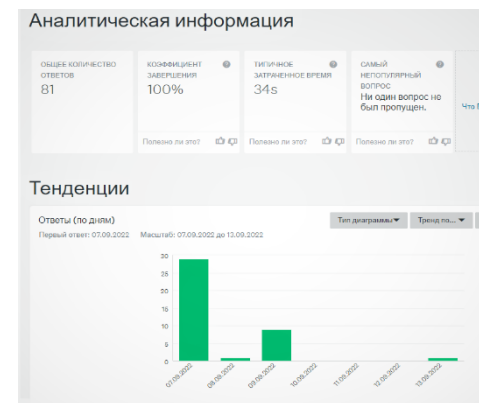 Аналитическая информация
ОБЩЕЕ КОЛИЧЕСТВО
ОТВЕТОВ
81
КОЭФФИЦИЕНТ
ЗАВЕРШЕНИЯ
100%
Полезно ли это?
ТИПИЧНОЕ
ЗАТРАЧЕННОЕ ВРЕМЯ
34s
Полезно ли это?
САМЫЙ
НЕПОПУЛЯРНЫЙ
ВОПРОС
Ни один вопрос не
был пропущен.
Полезно ли это?
Что
Тенденции
Ответы (по дням)
Тип диаграммы
Тренд по...
Первый ответ: 07.09.2022 Масштаб: 07.09.2022 до 13.09.2022
30
25
20
15
10
5
0
07.09.2022
08.09.2022
09.09.2022
10.09.2022
11.09.2022
12.09.2022
13.09.2022